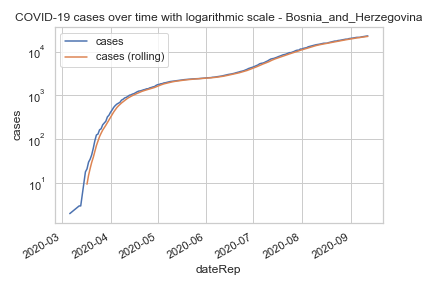 COVID-19 cases over time with logarithmic scale - Bosnia_and_Herzegovina
cases
cases (rolling)
10^4
10^3
10^2
10^1
cases
2020-03
2020-04
2020-05
2020-06
2020-07
2020-08
2020-09
dateRep